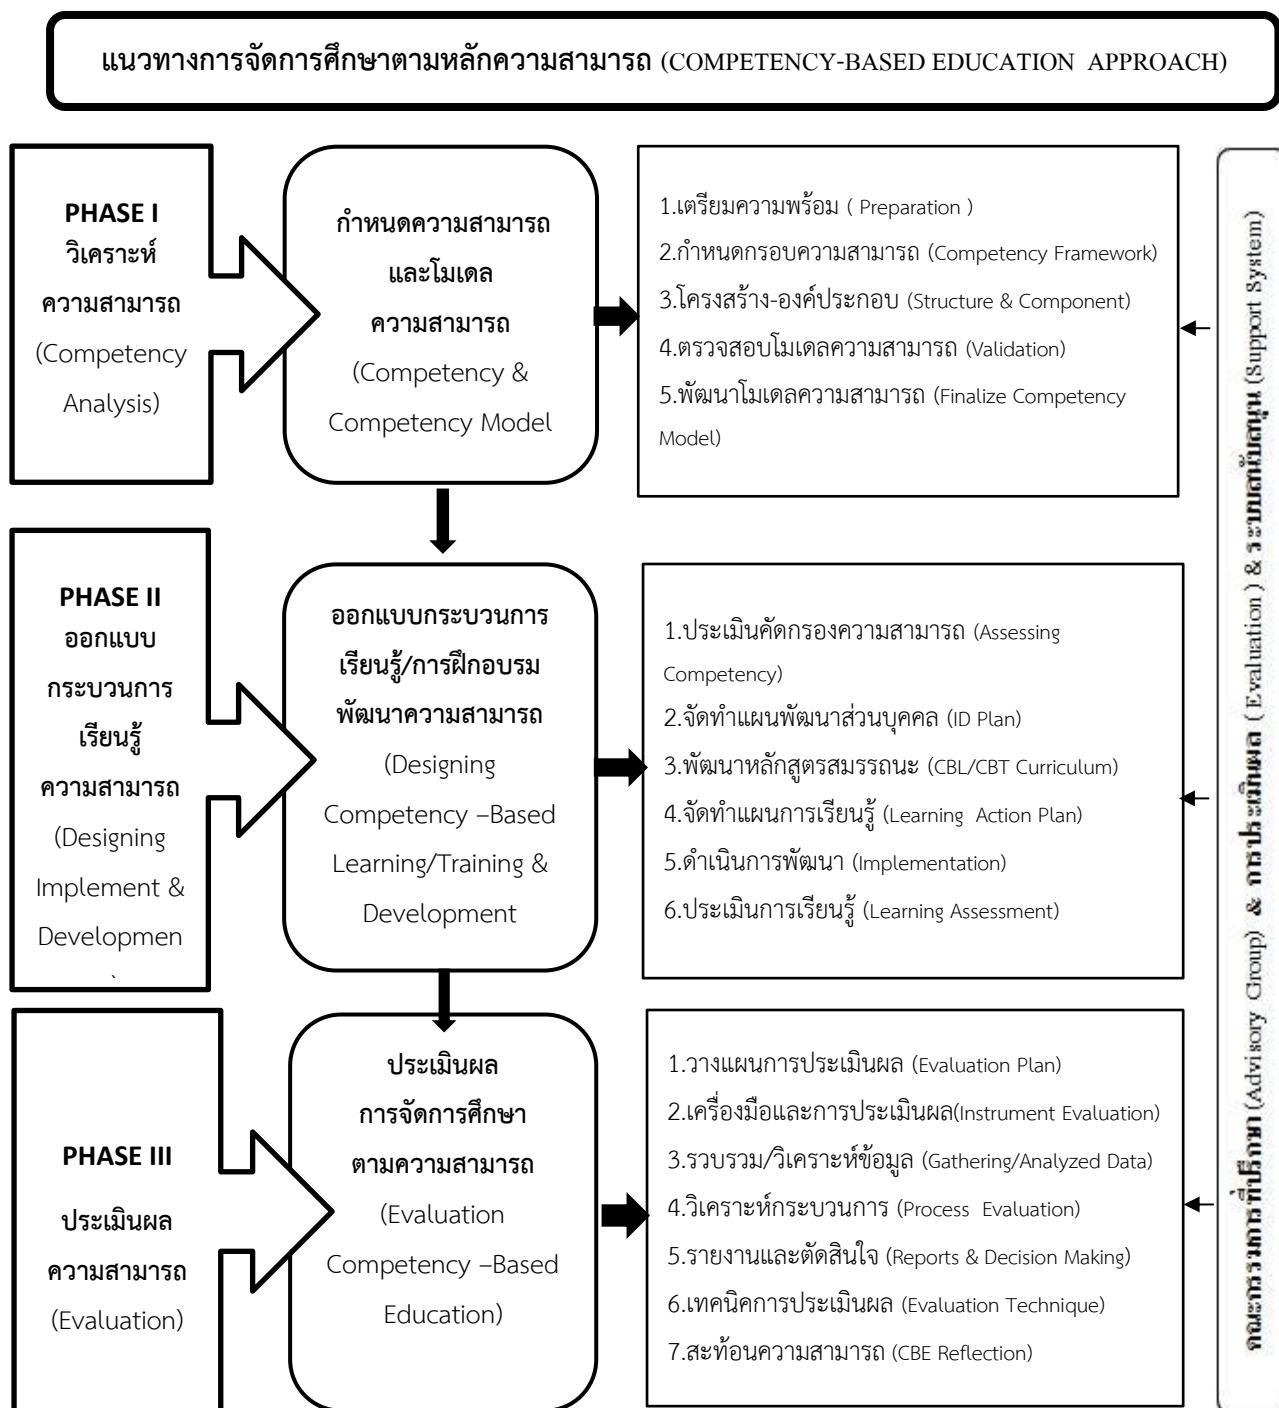 แนวทางการจัดการศึกษาตามหลักความสามารถ (COMPETENCY-BASED EDUCATION APPROACH)
PHASE I
วิเคราะห์
ความสามารถ
(Competency
Analysis)
กำหนดความสามารถ
และโมเดล
ความสามารถ
(Competency &
Competency Model
1.เตรียมความพร้อม ( Preparation )
2.กำหนดกรอบความสามารถ (Competency Framework)
3.โครงสร้าง-องค์ประกอบ (Structure & Component)
4.ตรวจสอบโมเดลความสามารถ (Validation)
5.พัฒนาโมเดลความสามารถ (Finalize Competency
Model)
PHASE II
ออกแบบ
กระบวนการ
เรียนรู้
ความสามารถ
(Designing
Implement &
Developmen
ออกแบบกระบวนการ
เรียนรู้/การฝึกอบรม
พัฒนาความสามารถ
(Designing
Competency –Based
Learning/Training &
Development
1.ประเมินคัดกรองความสามารถ (Assessing
Competency)
2.จัดทำแผนพัฒนาส่วนบุคคล (ID Plan)
3.พัฒนาหลักสูตรสมรรถนะ (CBL/CBT Curriculum)
4.จัดทำแผนการเรียนรู้ (Learning Action Plan)
5.ดำเนินการพัฒนา (Implementation)
6.ประเมินการเรียนรู้ (Learning Assessment)
PHASE III
ประเมินผล
ความสามารถ
(Evaluation)
ประเมินผล
การจัดการศึกษา
ตามความสามารถ
(Evaluation
Competency –Based
Education)
1.วางแผนการประเมินผล (Evaluation Plan)
2.เครื่องมือและการประเมินผล(Instrument Evaluation)
3.รวบรวม/วิเคราะห์ข้อมูล (Gathering/Analyzed Data)
4.วิเคราะห์กระบวนการ (Process Evaluation)
5.รายงานและตัดสินใจ (Reports & Decision Making)
6.เทคนิคการประเมินผล (Evaluation Technique)
7.สะท้อนความสามารถ (CBE Reflection)
คณะกรรมการที่ปรึกษา (Advisory Group) & การประเมินผล ( Evaluation ) & ระบบสนับสนุน (Support System)